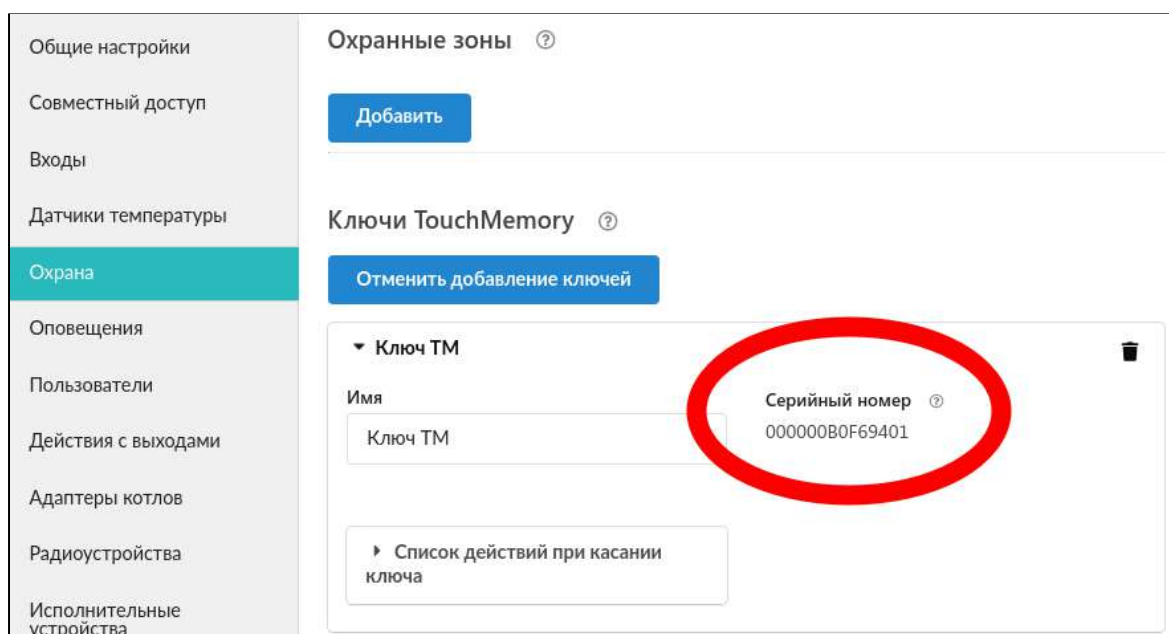 Общие настройки
Совместный доступ
Входы
Датчики температуры
Охрана
Оповещения
Пользователи
Действия с выходами
Адаптеры котлов
Радиоустройства
Исполнительные
устройства
Охранные зоны ?
Добавить
Ключи TouchMemory ?
Отменить добавление ключей
Ключ ТМ
Имя
Ключ ТМ
Серийный номер ?
000000B0F69401
Список действий при касании
ключа